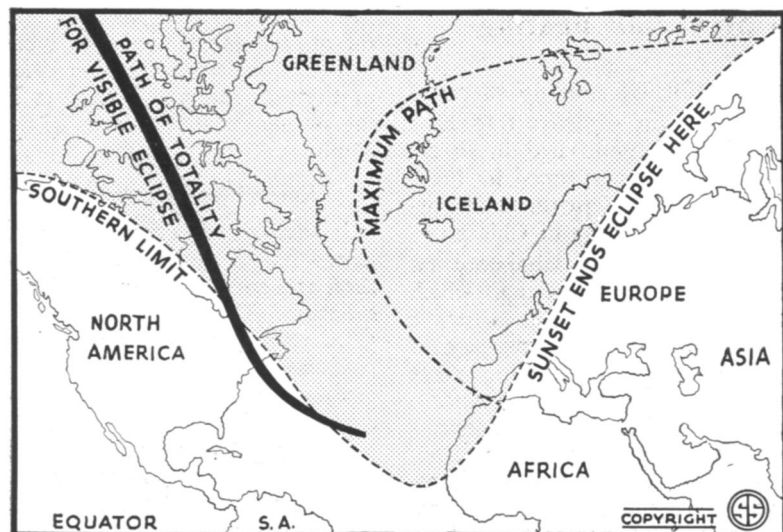 PATH OF TOTALITY
FOR VISIBLE ECLIPSE
GREENLAND
MAXIMUM PATH
ICELAND
SUNSET ENDS ECLIPSE HERE
SOUTHERN LIMIT
NORTH
AMERICA
EUROPE
ASIA
AFRICA
EQUATOR
S. A.
COPYRIGHT